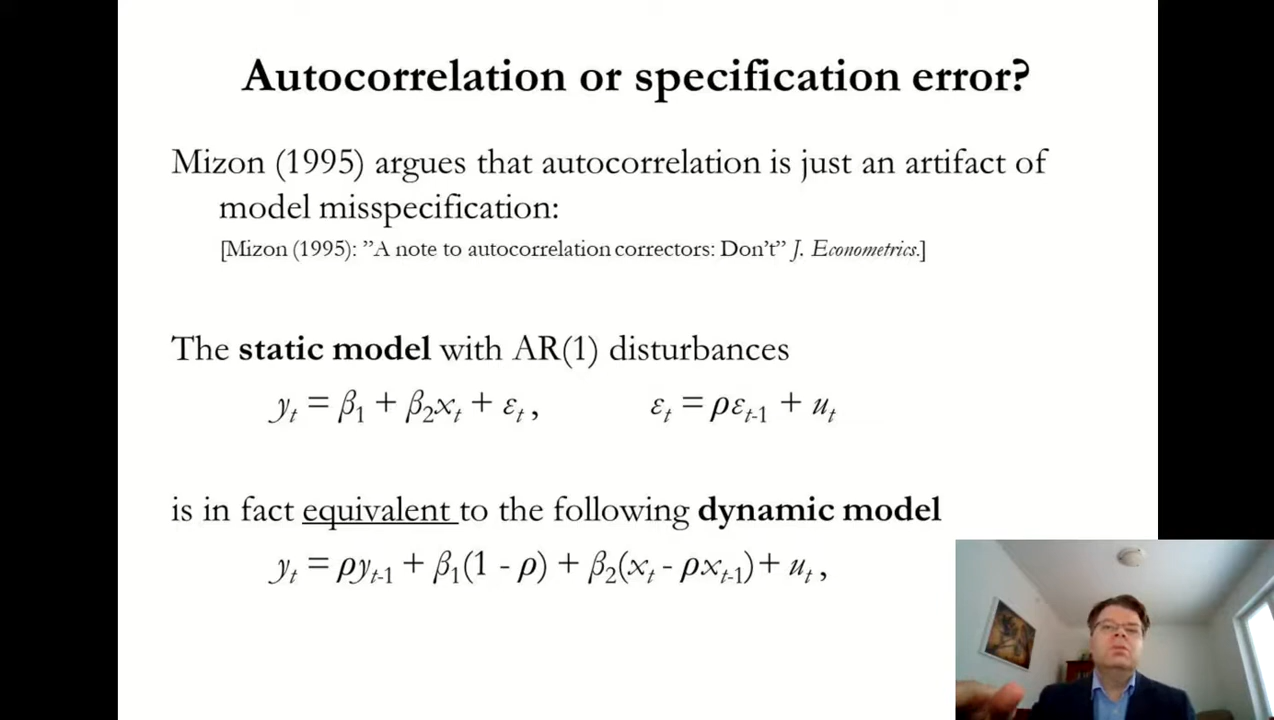 Autocorrelation or specification error?
Mizon (1995) argues that autocorrelation is just an artifact of
model misspecification:
[Mizon (1995): ”A note to autocorrelation correctors: Don’t” J. Econometrics.]
The static model with AR(1) disturbances
yₜ = β₁ + β₂xₜ + εₜ , εₜ = ρεₜ₋₁ + uₜ
is in fact equivalent to the following dynamic model
yₜ = ρyₜ₋₁ + β₁(1 - ρ) + β₂(xₜ - ρxₜ₋₁)+ uₜ ,